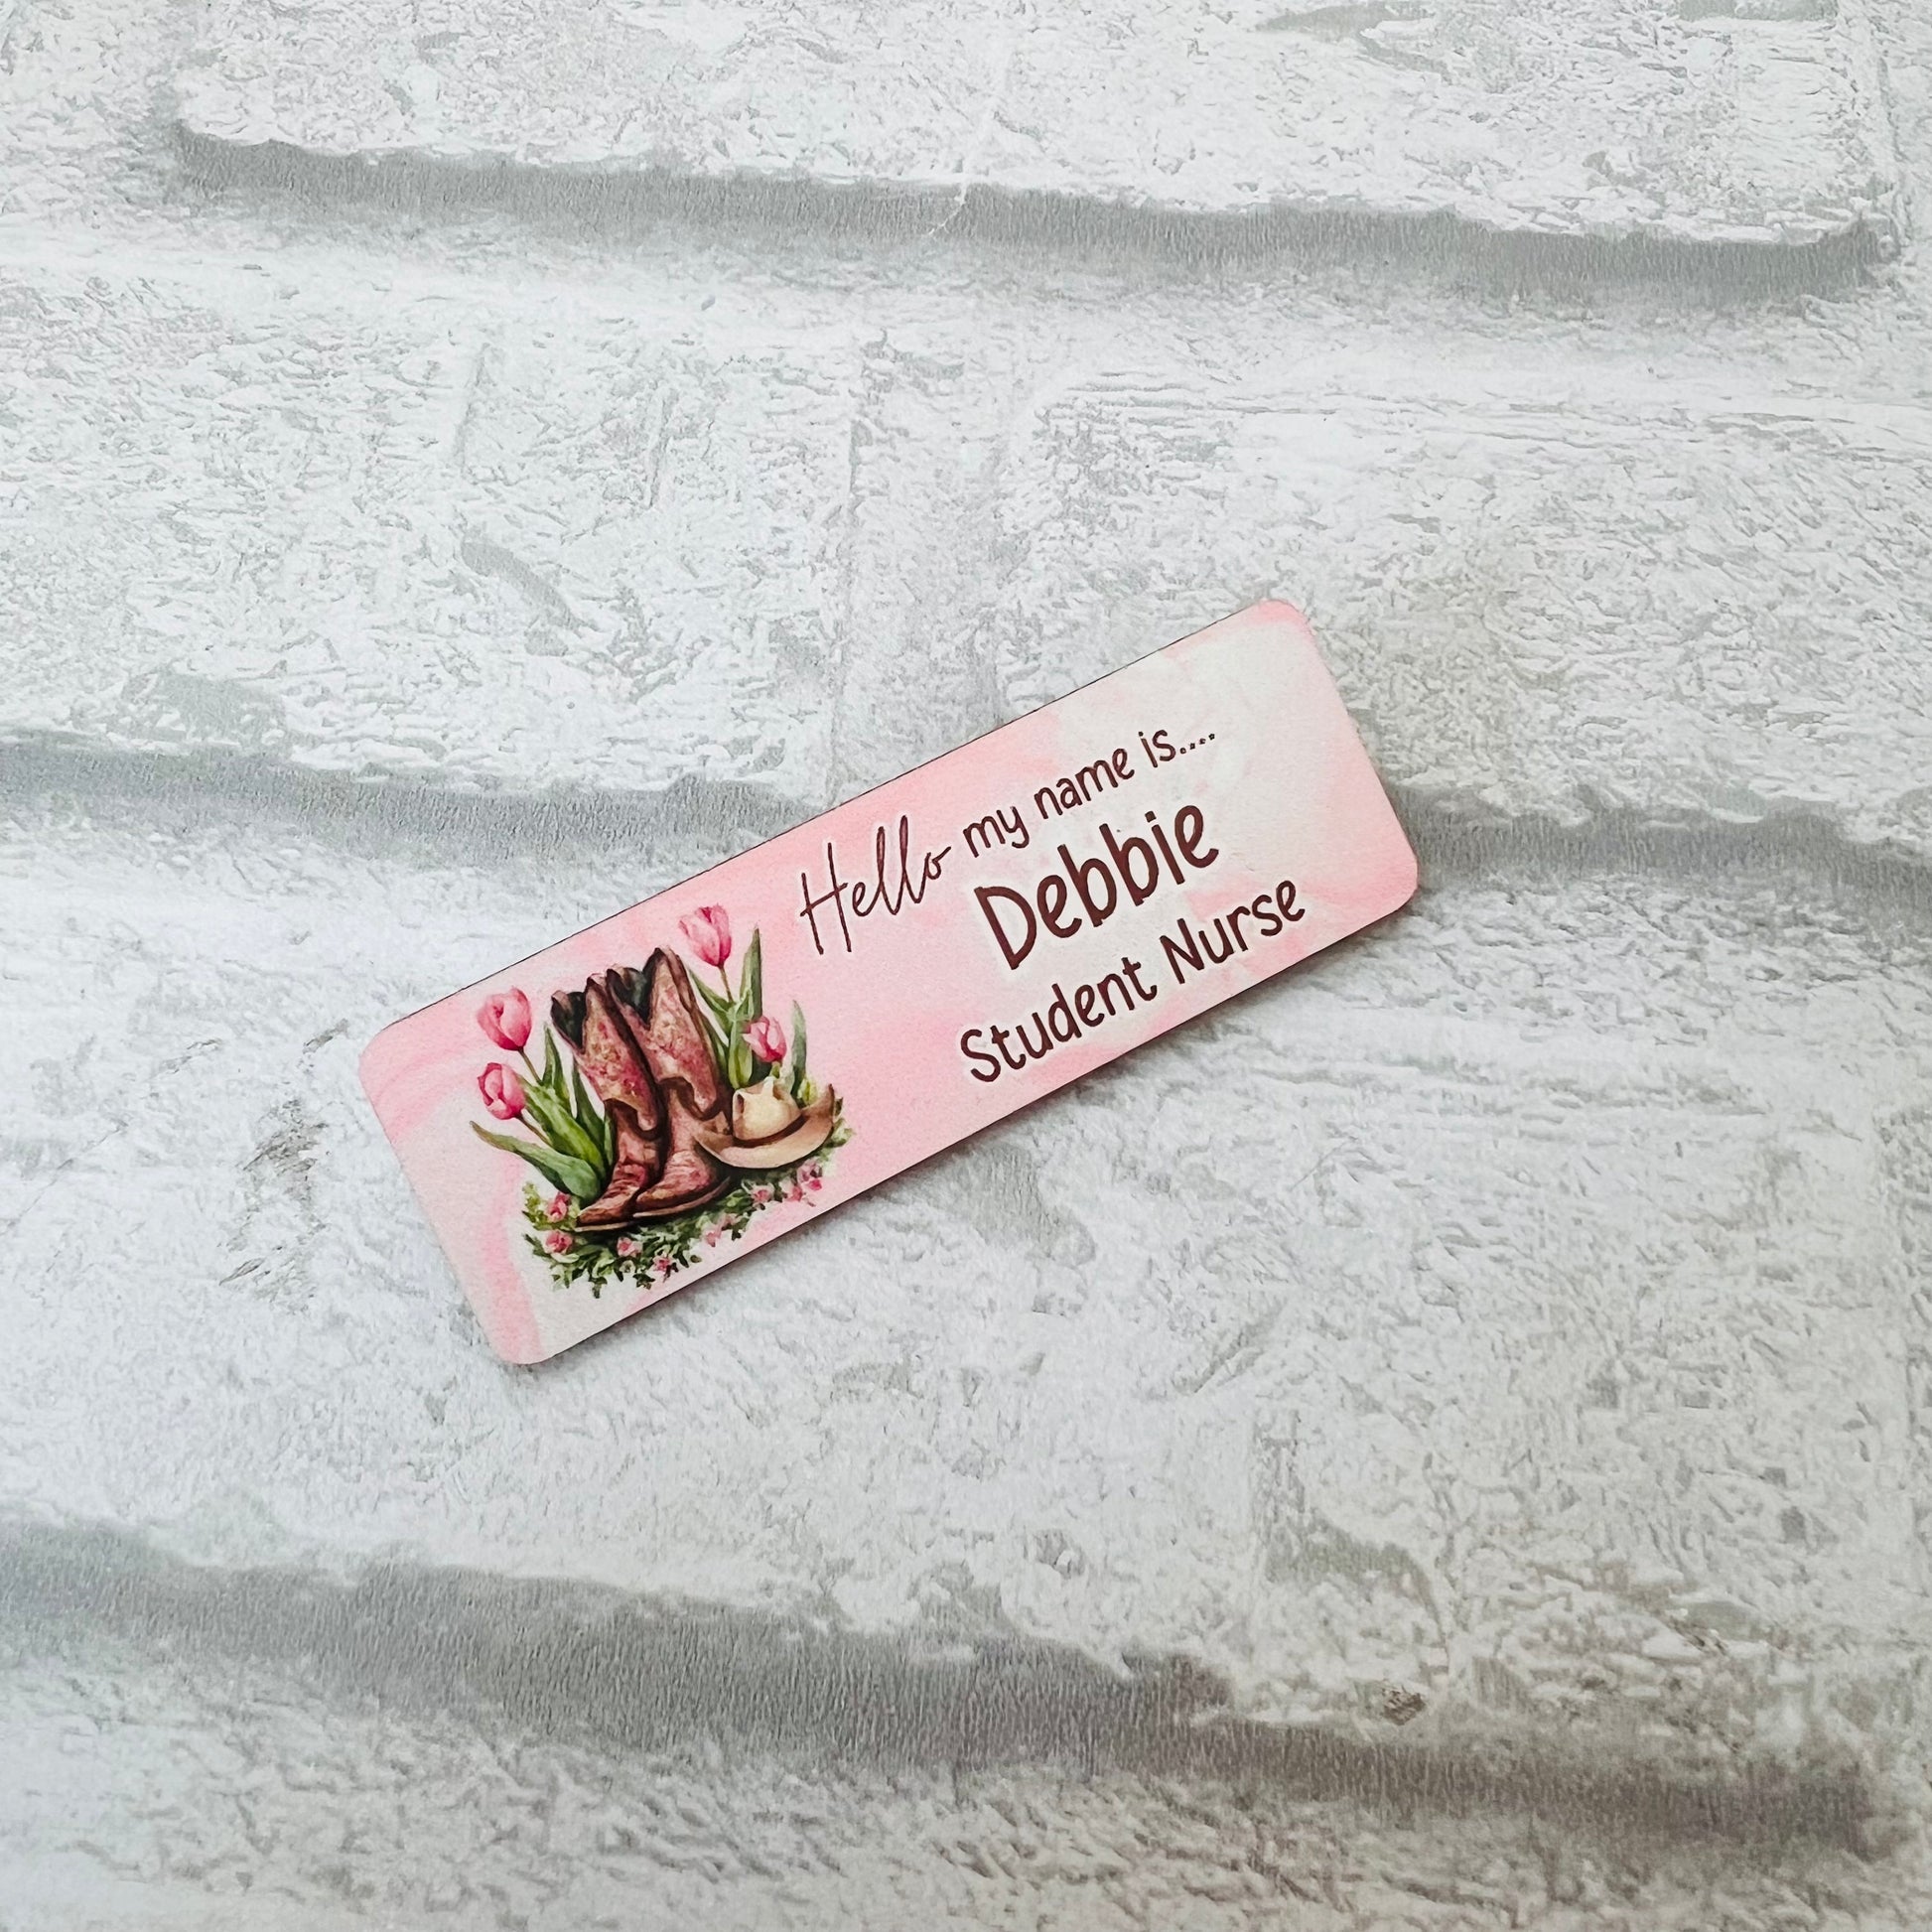 Hello my name is....
Debbie
Student Nurse